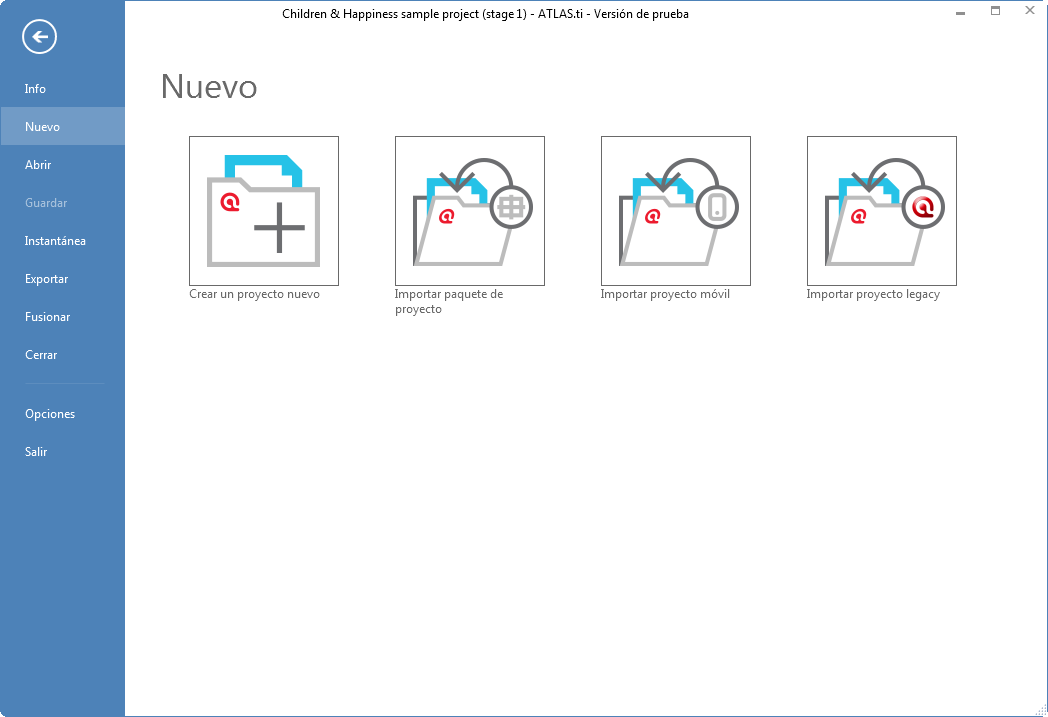 Children & Happiness sample project (stage 1) - ATLAS.ti - Versión de prueba
Info
Nuevo
Abrir
Guardar
Instantánea
Exportar
Fusionar
Cerrar
Opciones
Salir
Nuevo
Crear un proyecto nuevo
Importar paquete de
proyecto
Importar proyecto móvil
Importar proyecto legacy